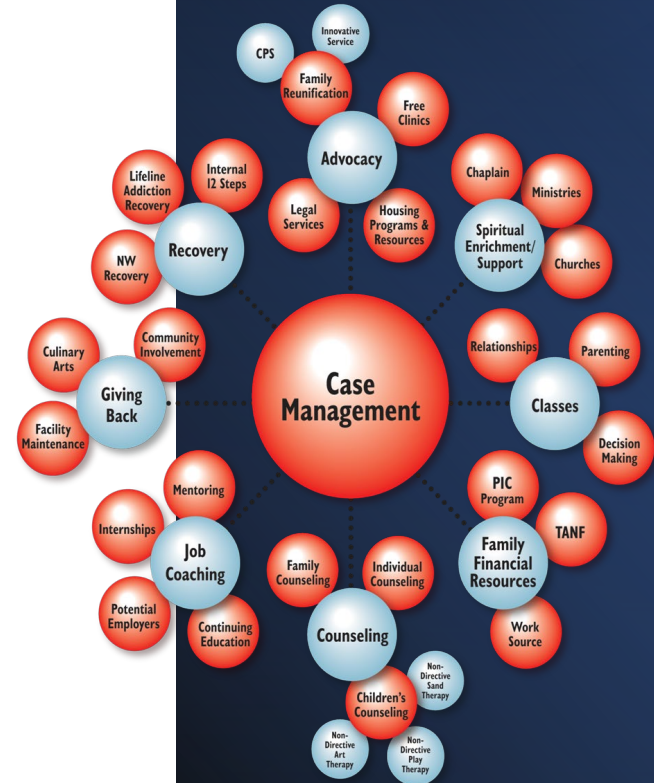 CPS
Innovative
Service
Family
Reunification
Free
Clinics
Advocacy
Legal
Services
Housing
Programs &
Resources
Chaplain
Ministries
Spiritual
Enrichment/
Support
Churches
Lifeline
Addiction
Recovery
Internal
12 Steps
Recovery
NW
Recovery
Relationships
Parenting
Classes
Decision
Making
Culinary
Arts
Community
Involvement
Giving
Back
Facility
Maintenance
Case
Management
PIC
Program
TANF
Family
Financial
Resources
Work
Source
Mentoring
Internships
Job
Coaching
Potential
Employers
Continuing
Education
Family
Counseling
Individual
Counseling
Counseling
Children's
Counseling
Non-
Directive
Sand
Therapy
Non-
Directive
Art
Therapy
Non-
Directive
Play
Therapy